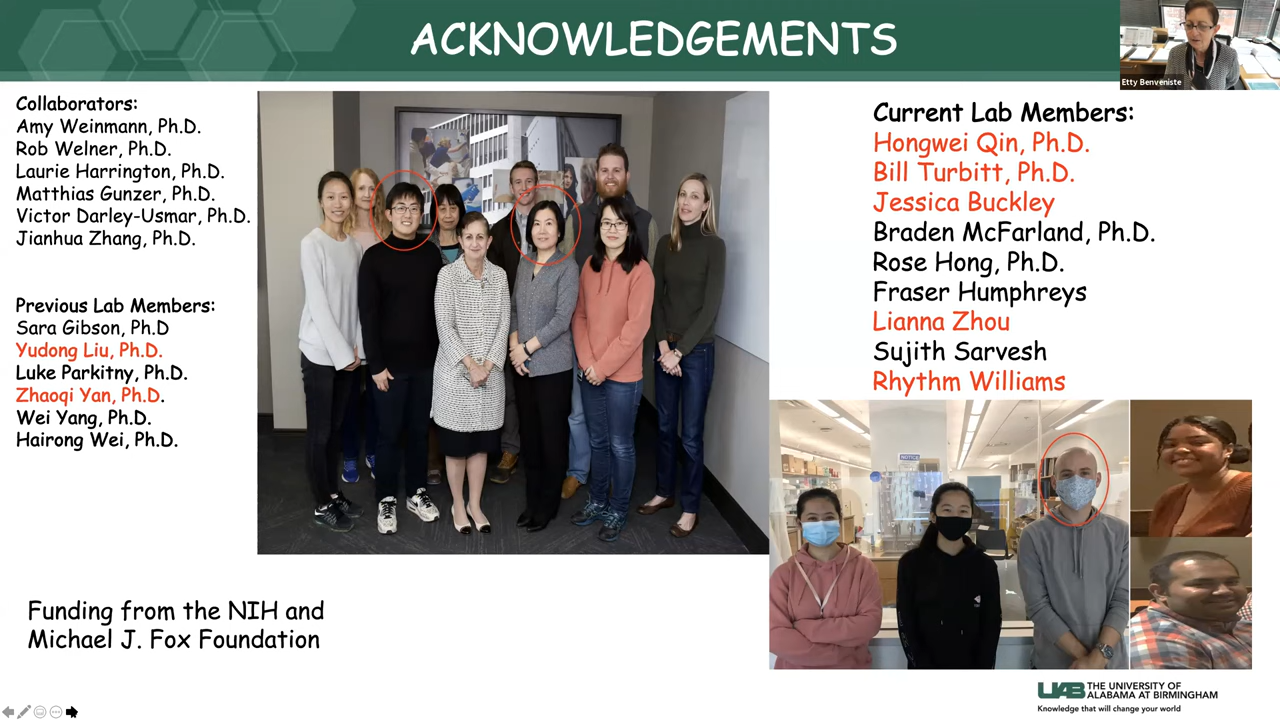 ACKNOWLEDGEMENTS
Etty Benveniste
Collaborators:
Amy Weinmann, Ph.D.
Rob Welner, Ph.D.
Laurie Harrington, Ph.D.
Matthias Gunzer, Ph.D.
Victor Darley-Usmar, Ph.D.
Jianhua Zhang, Ph.D.
Previous Lab Members:
Sara Gibson, Ph.D
Yudong Liu, Ph.D.
Luke Parkitny, Ph.D.
Zhaoqi Yan, Ph.D.
Wei Yang, Ph.D.
Hairong Wei, Ph.D.
Funding from the NIH and
Michael J. Fox Foundation
Current Lab Members:
Hongwei Qin, Ph.D.
Bill Turbitt, Ph.D.
Jessica Buckley
Braden McFarland, Ph.D.
Rose Hong, Ph.D.
Fraser Humphreys
Lianna Zhou
Sujith Sarvesh
Rhythm Williams
NOTICE
UAB THE UNIVERSITY OF
ALABAMA AT BIRMINGHAM
Knowledge that will change your world